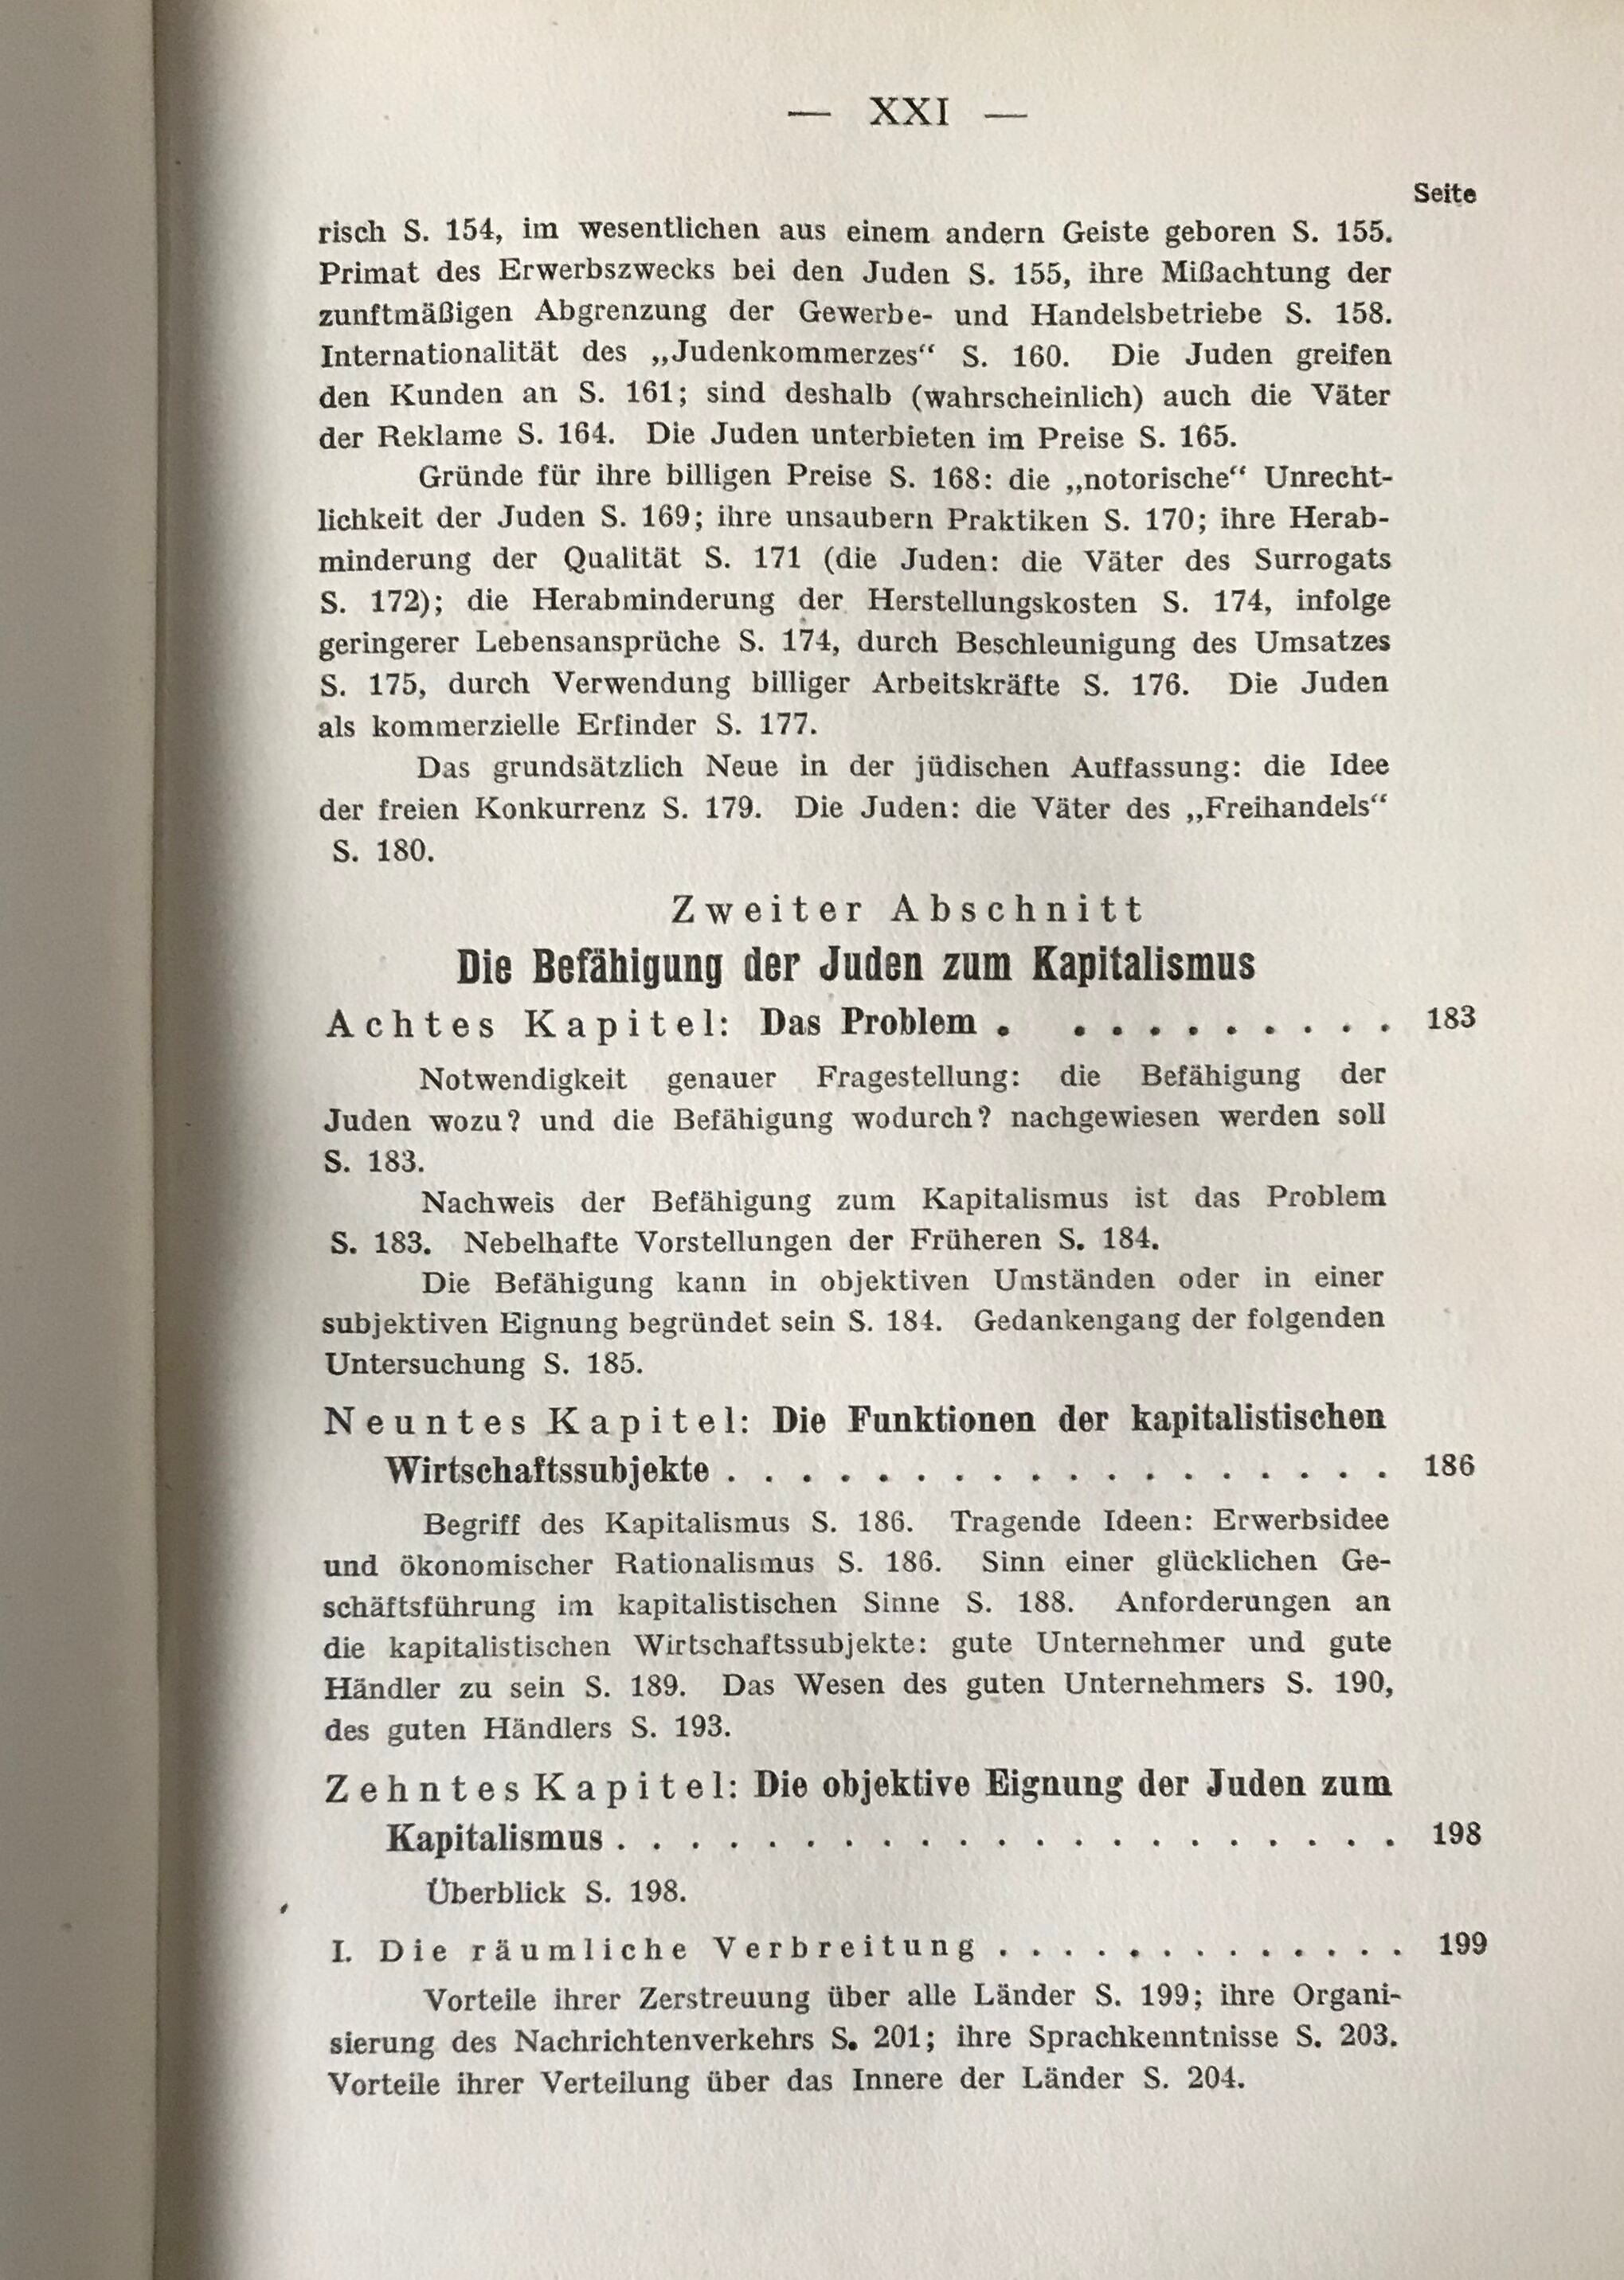 — XXI —
Seite
risch S. 154, im wesentlichen aus einem andern Geiste geboren S. 155.
Primat des Erwerbszwecks bei den Juden S. 155, ihre Mißachtung der
zunftmäßigen Abgrenzung der Gewerbe- und Handelsbetriebe S. 158.
Internationalität des „Judenkommerzes“ S. 160. Die Juden greifen
den Kunden an S. 161; sind deshalb (wahrscheinlich) auch die Väter
der Reklame S. 164. Die Juden unterbieten im Preise S. 165.
Gründe für ihre billigen Preise S. 168: die „notorische“ Unrecht-
lichkeit der Juden S. 169; ihre unsaubern Praktiken S. 170; ihre Herab-
minderung der Qualität S. 171 (die Juden: die Väter des Surrogats
S. 172); die Herabminderung der Herstellungskosten S. 174, infolge
geringerer Lebensansprüche S. 174, durch Beschleunigung des Umsatzes
S. 175, durch Verwendung billiger Arbeitskräfte S. 176. Die Juden
als kommerzielle Erfinder S. 177.
Das grundsätzlich Neue in der jüdischen Auffassung: die Idee
der freien Konkurrenz S. 179. Die Juden: die Väter des „Freihandels“
S. 180.
Zweiter Abschnitt
Die Befähigung der Juden zum Kapitalismus
Achtes Kapitel: Das Problem . . . . . . . . . . 183
Notwendigkeit genauer Fragestellung: die Befähigung der
Juden wozu? und die Befähigung wodurch? nachgewiesen werden soll
S. 183.
Nachweis der Befähigung zum Kapitalismus ist das Problem
S. 183. Nebelhafte Vorstellungen der Früheren S. 184.
Die Befähigung kann in objektiven Umständen oder in einer
subjektiven Eignung begründet sein S. 184. Gedankengang der folgenden
Untersuchung S. 185.
Neuntes Kapitel: Die Funktionen der kapitalistischen
Wirtschaftssubjekte . . . . . . . . . . . . . . . . . . 186
Begriff des Kapitalismus S. 186. Tragende Ideen: Erwerbsidee
und ökonomischer Rationalismus S. 186. Sinn einer glücklichen Ge-
schäftsführung im kapitalistischen Sinne S. 188. Anforderungen an
die kapitalistischen Wirtschaftssubjekte: gute Unternehmer und gute
Händler zu sein S. 189. Das Wesen des guten Unternehmers S. 190,
des guten Händlers S. 193.
Zehntes Kapitel: Die objektive Eignung der Juden zum
Kapitalismus . . . . . . . . . . . . . . . . . . . . . 198
Überblick S. 198.
I. Die räumliche Verbreitung . . . . . . . . . . . . . 199
Vorteile ihrer Zerstreuung über alle Länder S. 199; ihre Organi-
sierung des Nachrichtenverkehrs S. 201; ihre Sprachkenntnisse S. 203.
Vorteile ihrer Verteilung über das Innere der Länder S. 204.